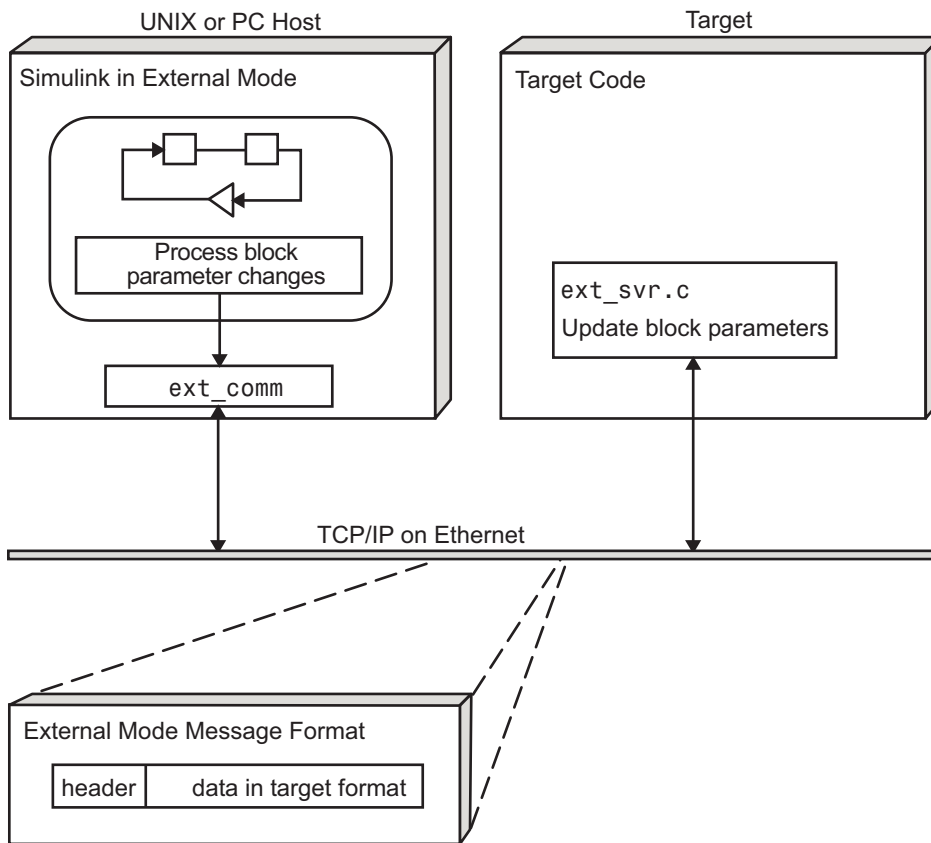 UNIX or PC Host
Simulink in External Mode
Process block
parameter changes
ext_comm
Target
Target Code
ext_svr.c
Update block parameters
TCP/IP on Ethernet
External Mode Message Format
header
data in target format